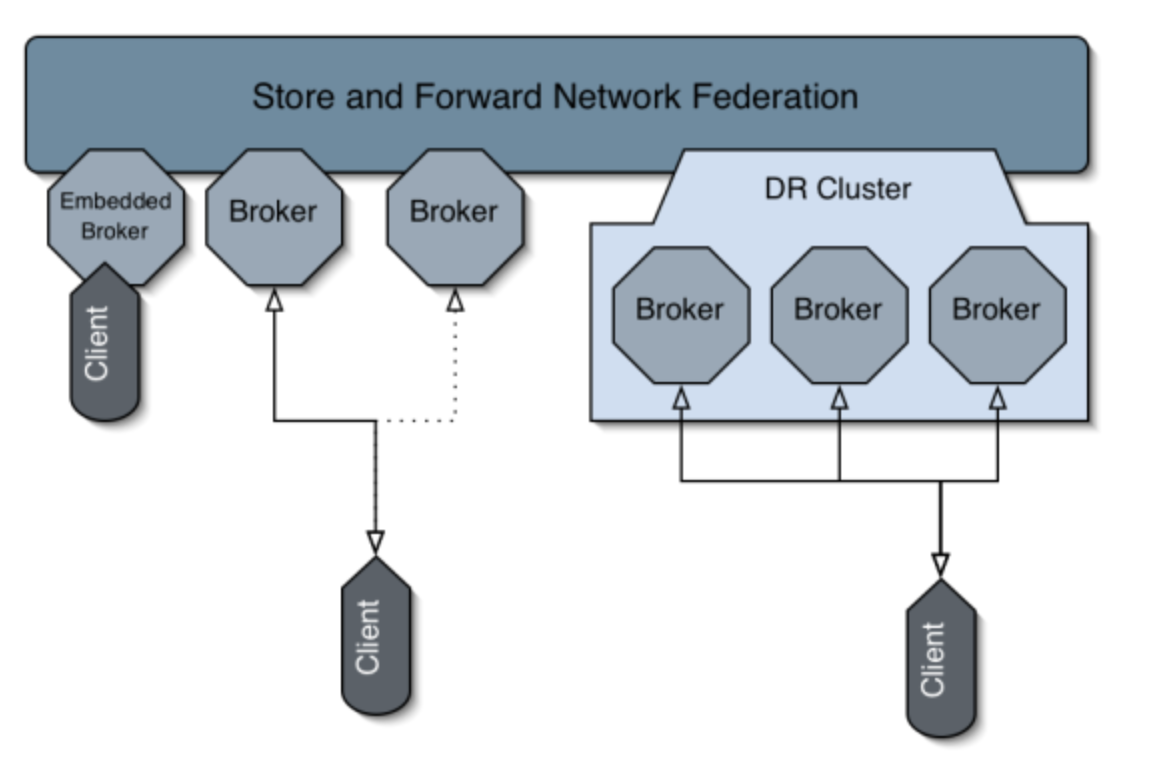 Store and Forward Network Federation
Embedded
Broker
Broker
Broker
DR Cluster
Broker
Broker
Broker
Client
Client
Client